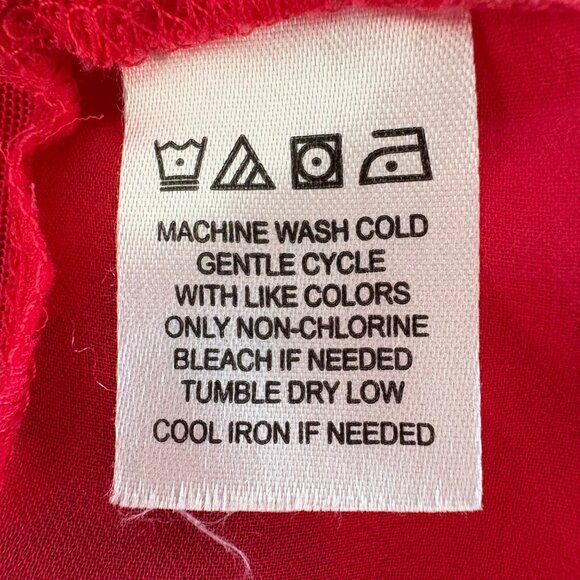 MACHINE WASH COLD
GENTLE CYCLE
WITH LIKE COLORS
ONLY NON-CHLORINE
BLEACH IF NEEDED
TUMBLE DRY LOW
COOL IRON IF NEEDED